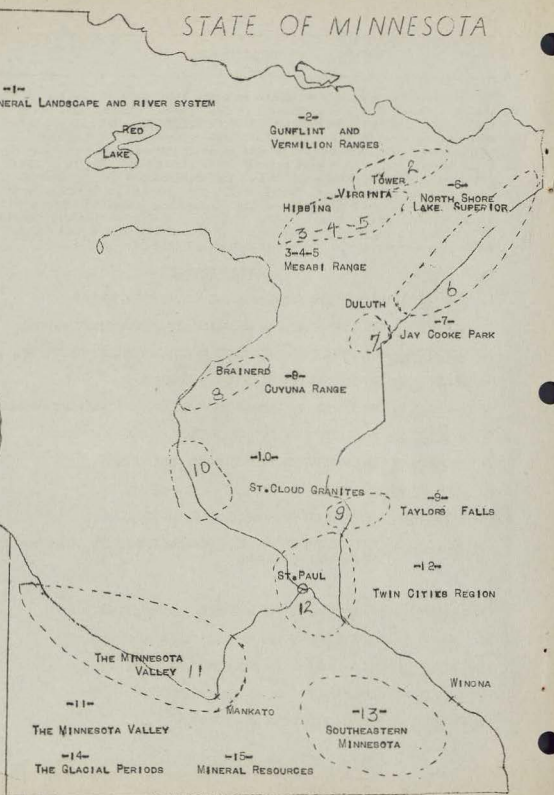 STATE OF MINNESOTA
-1-
NERAL LANDSCAPE AND RIVER SYSTEM
RED
LAKE
-2-
GUNFLINT AND
VERMILION RANGES
2
TOWER
VIRGINIA
HIBBING
3-4-5
3-4-5
MESABI RANGE
-6-
NORTH SHORE
LAKE SUPERIOR
6
DULUTH
7
-7-
JAY COOKE PARK
BRAINERD
8
-8-
CUYUNA RANGE
10
-10-
ST.CLOUD GRANITES
9
-9-
TAYLORS FALLS
ST.PAUL
12
-12-
TWIN CITIES REGION
THE MINNESOTA
VALLEY 11
MANKATO
WINONA
-11-
THE MINNESOTA VALLEY
-13-
SOUTHEASTERN
MINNESOTA
-14-
THE GLACIAL PERIODS
-15-
MINERAL RESOURCES